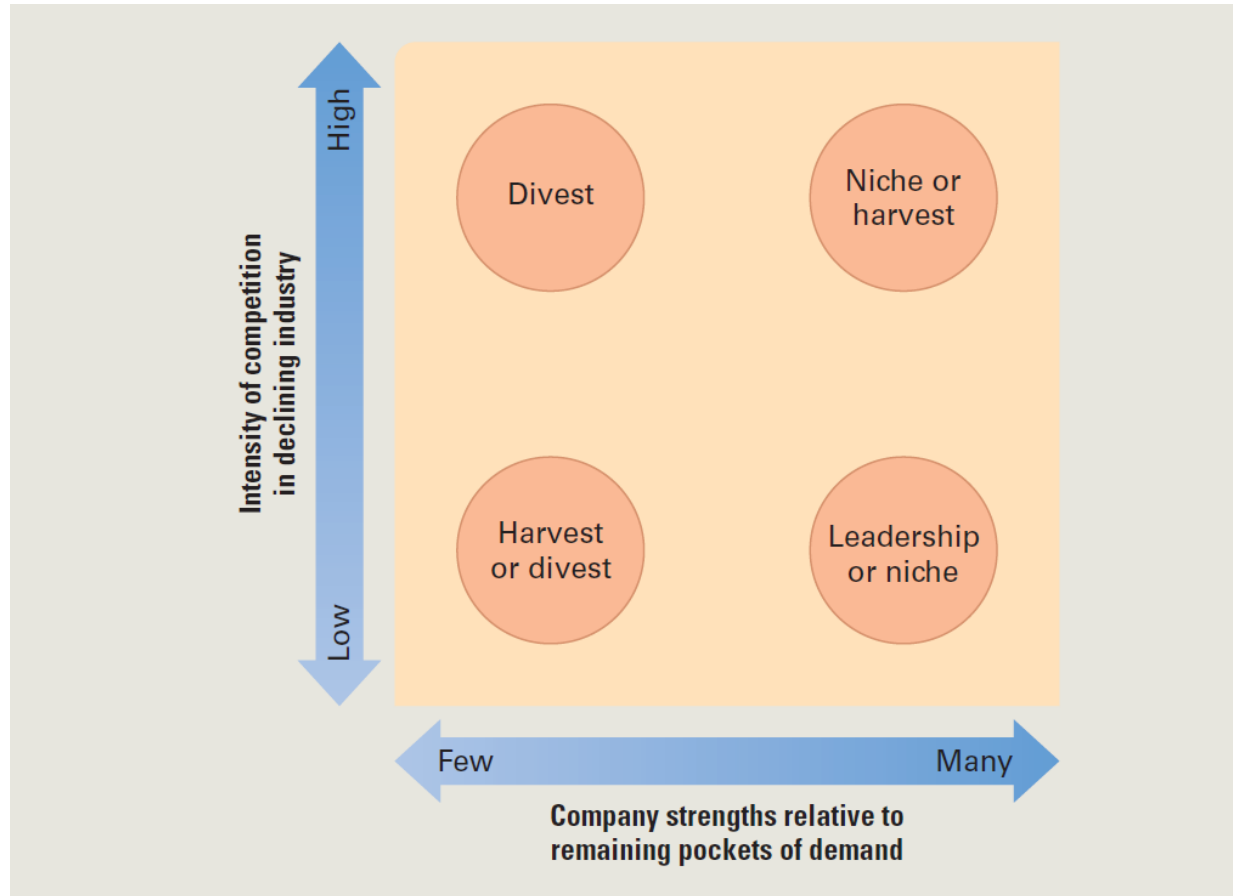 High
Low
Intensity of competition
in declining industry
Divest
Niche or
harvest
Harvest
or divest
Leadership
or niche
Few
Many
Company strengths relative to
remaining pockets of demand